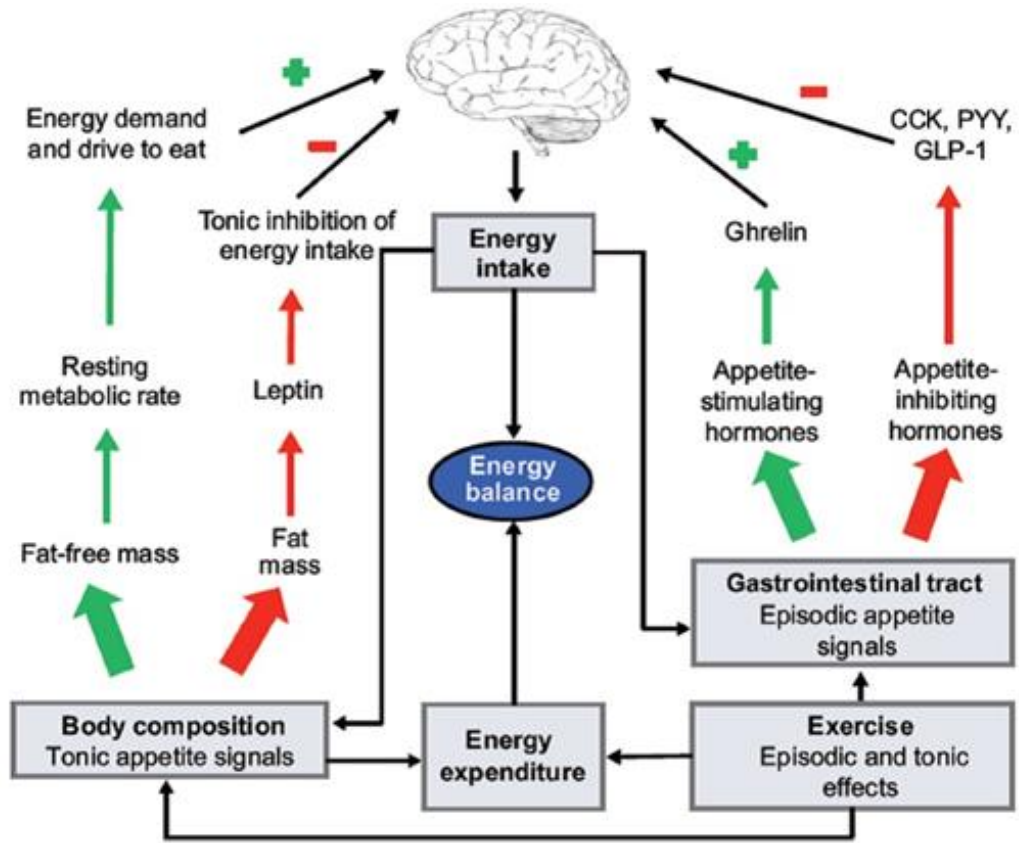 Energy demand
and drive to eat
CCK, PYY,
GLP-1
Tonic inhibition of
energy intake
Energy
intake
Ghrelin
Resting
metabolic rate
Leptin
Appetite-
stimulating
hormones
Appetite-
inhibiting
hormones
Energy
balance
Fat-free mass
Fat
mass
Gastrointestinal tract
Episodic appetite
signals
Body composition
Tonic appetite signals
Energy
expenditure
Exercise
Episodic and tonic
effects